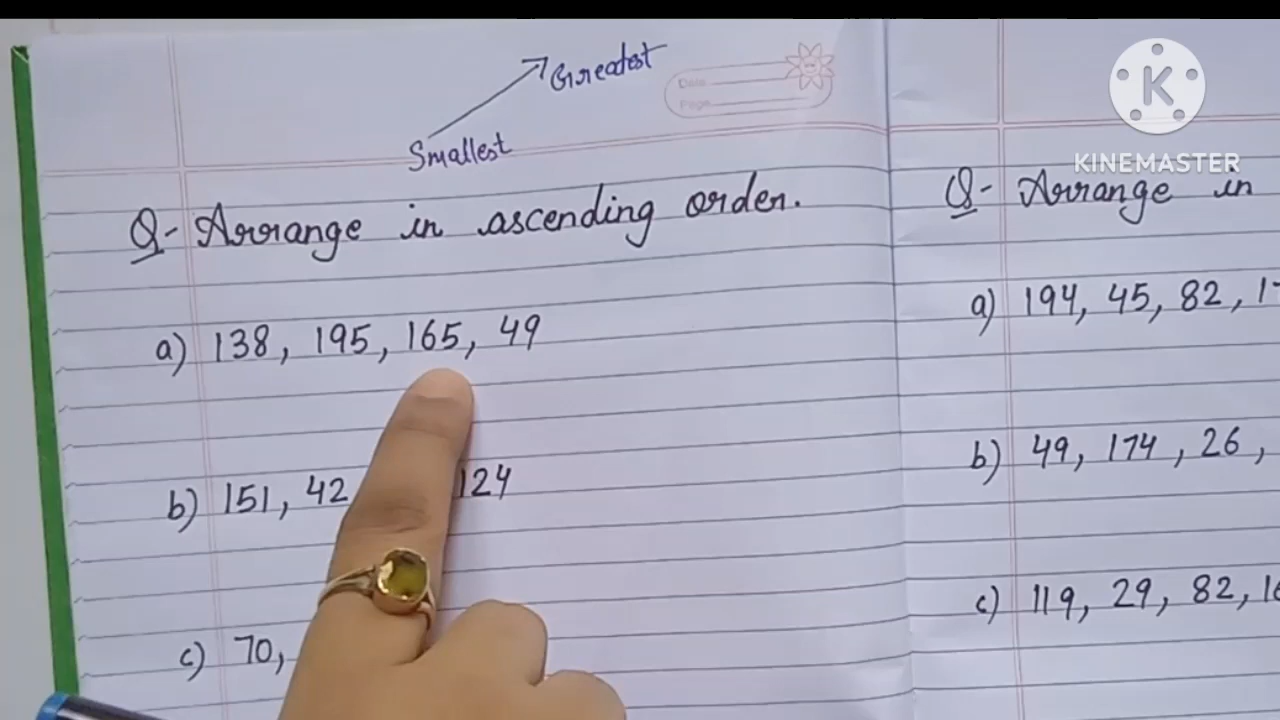 Greatest
Smallest
Date
Page
K
KINEMASTER
Q- Arrange in ascending order.
a) 138, 195, 165, 49
b) 151, 42 124
c) 70,
Q- Arrange in
a) 194, 45, 82,
b) 49, 174, 26,
c) 119, 29, 82,